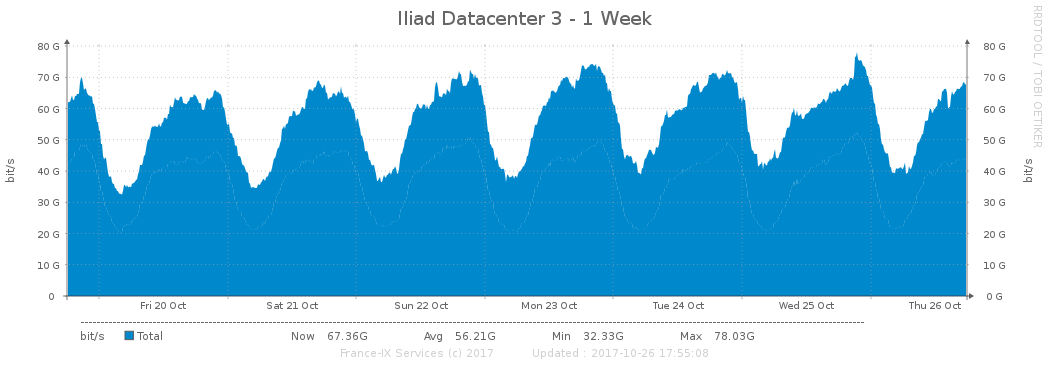 Iliad Datacenter 3 - 1 Week
RRDTOOL / TOBI OETIKER
80 G 80 G
70 G 70 G
60 G 60 G
50 G 50 G
40 G 40 G
30 G 30 G
20 G 20 G
10 G 10 G
0 0 G
bit/s bit/s
Fri 20 Oct Sat 21 Oct Sun 22 Oct Mon 23 Oct Tue 24 Oct Wed 25 Oct Thu 26 Oct
bit/s Total Now 67.36G Avg 56.21G Min 32.33G Max 78.03G
France-IX Services (c) 2017 Updated : 2017-10-26 17:55:08